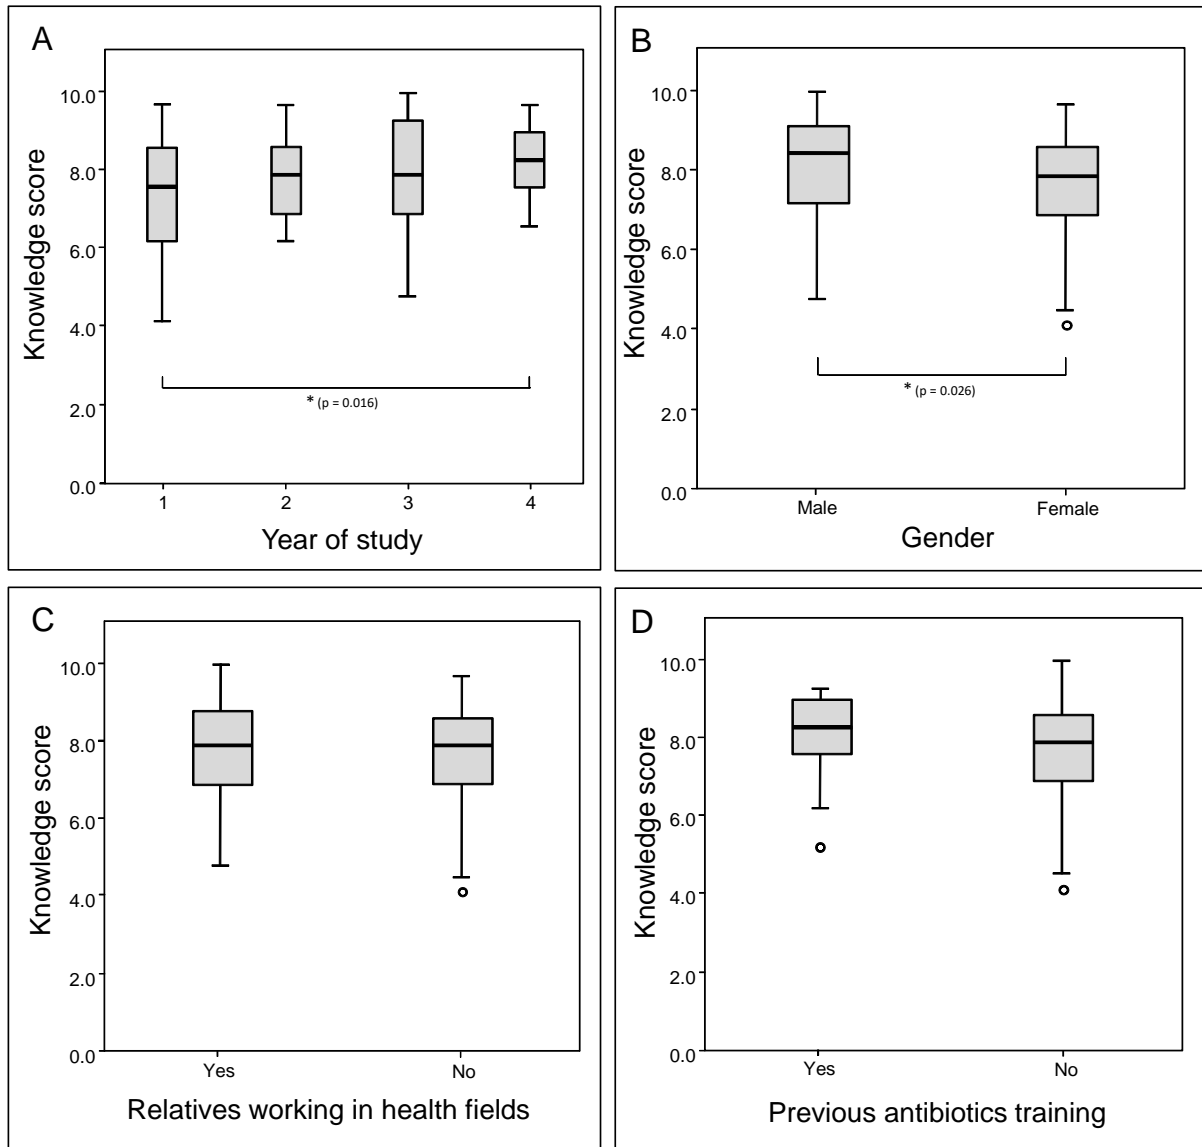 A
Knowledge score
10.0
8.0
6.0
4.0
2.0
0.0
* (p = 0.016)
1 2 3 4
Year of study
B
Knowledge score
10.0
8.0
6.0
4.0
2.0
0.0
* (p = 0.026)
Male Female
Gender
C
Knowledge score
10.0
8.0
6.0
4.0
2.0
0.0
Yes No
Relatives working in health fields
D
Knowledge score
10.0
8.0
6.0
4.0
2.0
0.0
Yes No
Previous antibiotics training